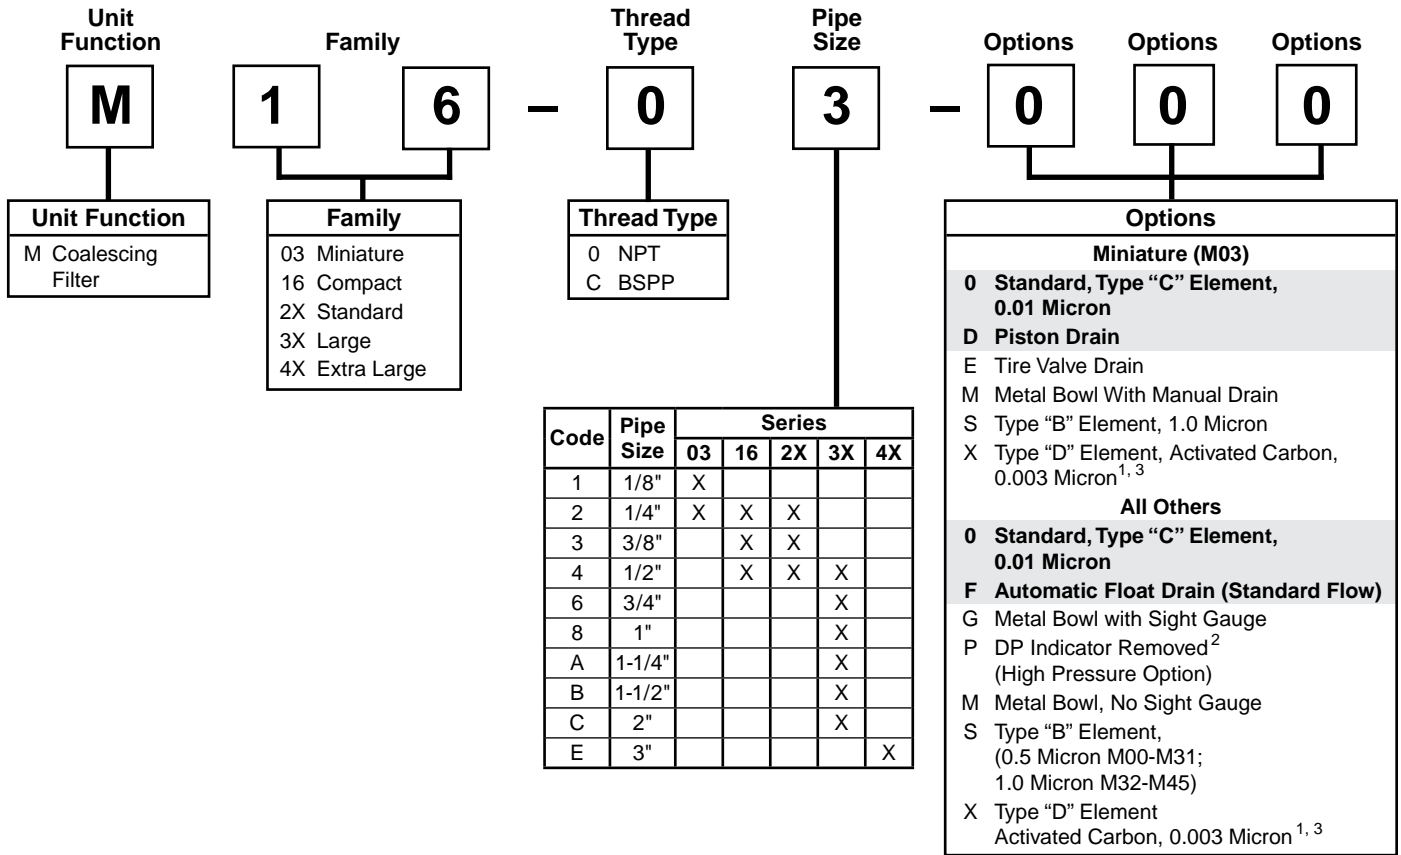 Unit Function
Family
Thread Type
Pipe Size
Options
Options
Options
M 1 6 – 0 3 – 0 0 0
Unit Function
M Coalescing
Filter
Family
03 Miniature
16 Compact
2X Standard
3X Large
4X Extra Large
Thread Type
0 NPT
C BSPP
Code Pipe Size Series
03 16 2X 3X 4X
1 1/8" X
2 1/4" X X X
3 3/8" X X
4 1/2" X X X
6 3/4" X
8 1" X
A 1-1/4" X
B 1-1/2" X
C 2" X
E 3" X
Options
Miniature (M03)
0 Standard, Type “C” Element,
0.01 Micron
D Piston Drain
E Tire Valve Drain
M Metal Bowl With Manual Drain
S Type “B” Element, 1.0 Micron
X Type “D” Element, Activated Carbon,
0.003 Micron1, 3
All Others
0 Standard, Type “C” Element,
0.01 Micron
F Automatic Float Drain (Standard Flow)
G Metal Bowl with Sight Gauge
P DP Indicator Removed2
(High Pressure Option)
M Metal Bowl, No Sight Gauge
S Type “B” Element,
(0.5 Micron M00-M31;
1.0 Micron M32-M45)
X Type “D” Element
Activated Carbon, 0.003 Micron1, 3